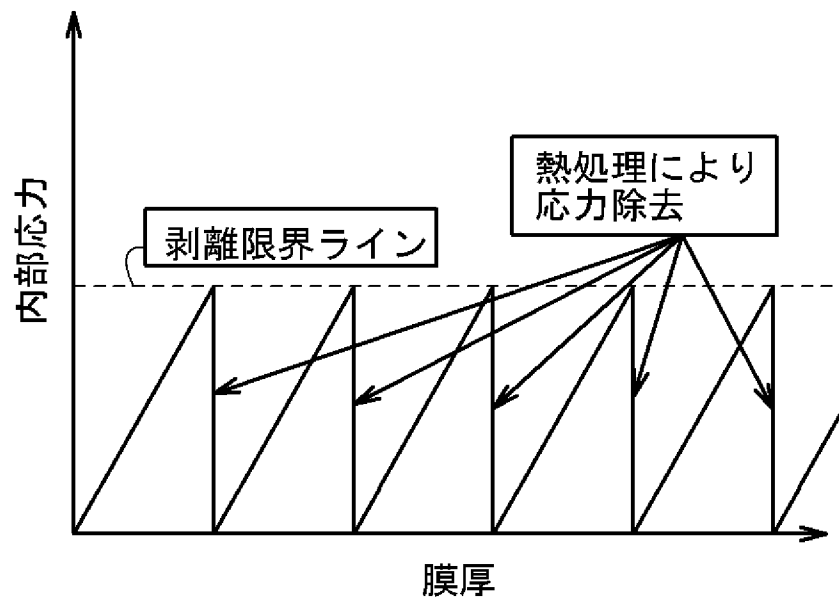 熱処理により
応力除去
剥離限界ライン
内部応力
膜厚